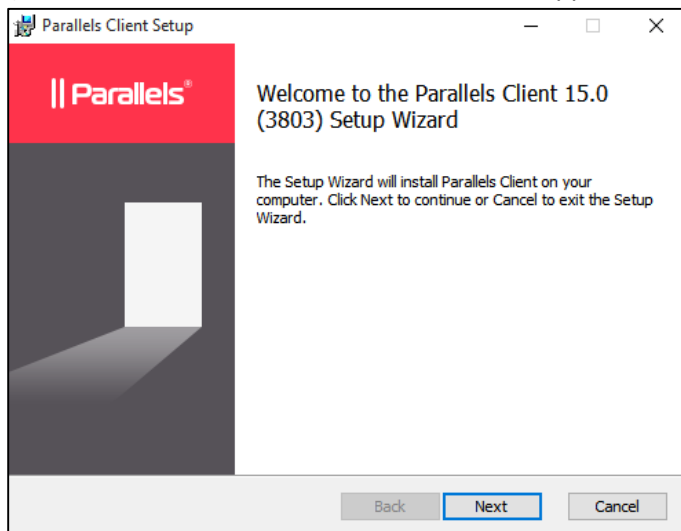 Parallels Client Setup
|| Parallels®
Welcome to the Parallels Client 15.0
(3803) Setup Wizard
The Setup Wizard will install Parallels Client on your
computer. Click Next to continue or Cancel to exit the Setup
Wizard.
Back Next Cancel